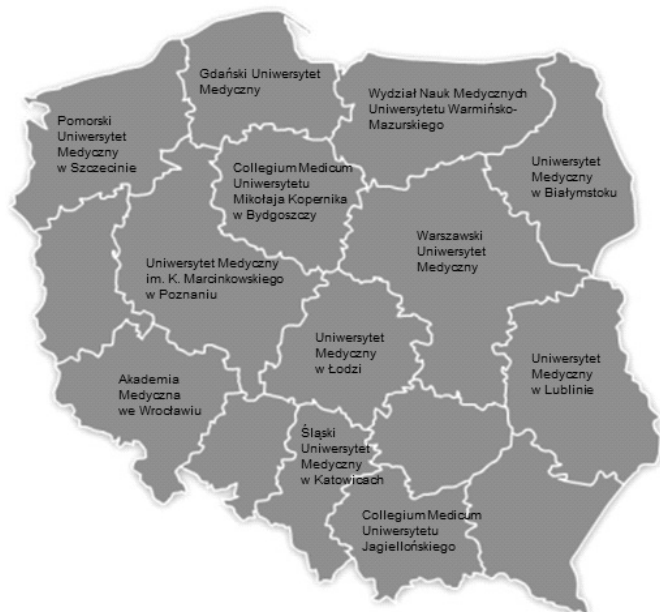 Gdański Uniwersytet
Medyczny
Wydział Nauk Medycznych
Uniwersytetu Warmińsko-
Mazurskiego
Pomorski
Uniwersytet
Medyczny
w Szczecinie
Collegium Medicum
Uniwersytetu
Mikołaja Kopernika
w Bydgoszczy
Uniwersytet
Medyczny
w Białymstoku
Warszawski
Uniwersytet
Medyczny
Uniwersytet Medyczny
im. K. Marcinkowskiego
w Poznaniu
Uniwersytet
Medyczny
w Łodzi
Uniwersytet
Medyczny
w Lublinie
Akademia
Medyczna
we Wrocławiu
Śląski
Uniwersytet
Medyczny
w Katowicach
Collegium Medicum
Uniwersytetu
Jagiellońskiego